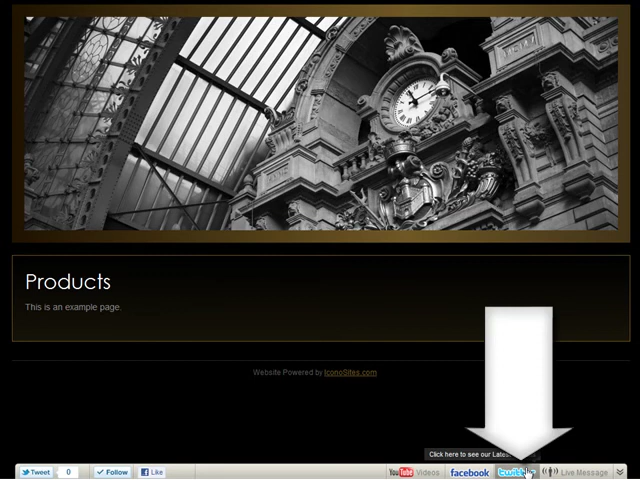 Products
This is an example page.
Website Powered by IconoSites.com
Click here to see our Latest
Tweet 0 Follow Like YouTube Videos facebook twitter Live Message